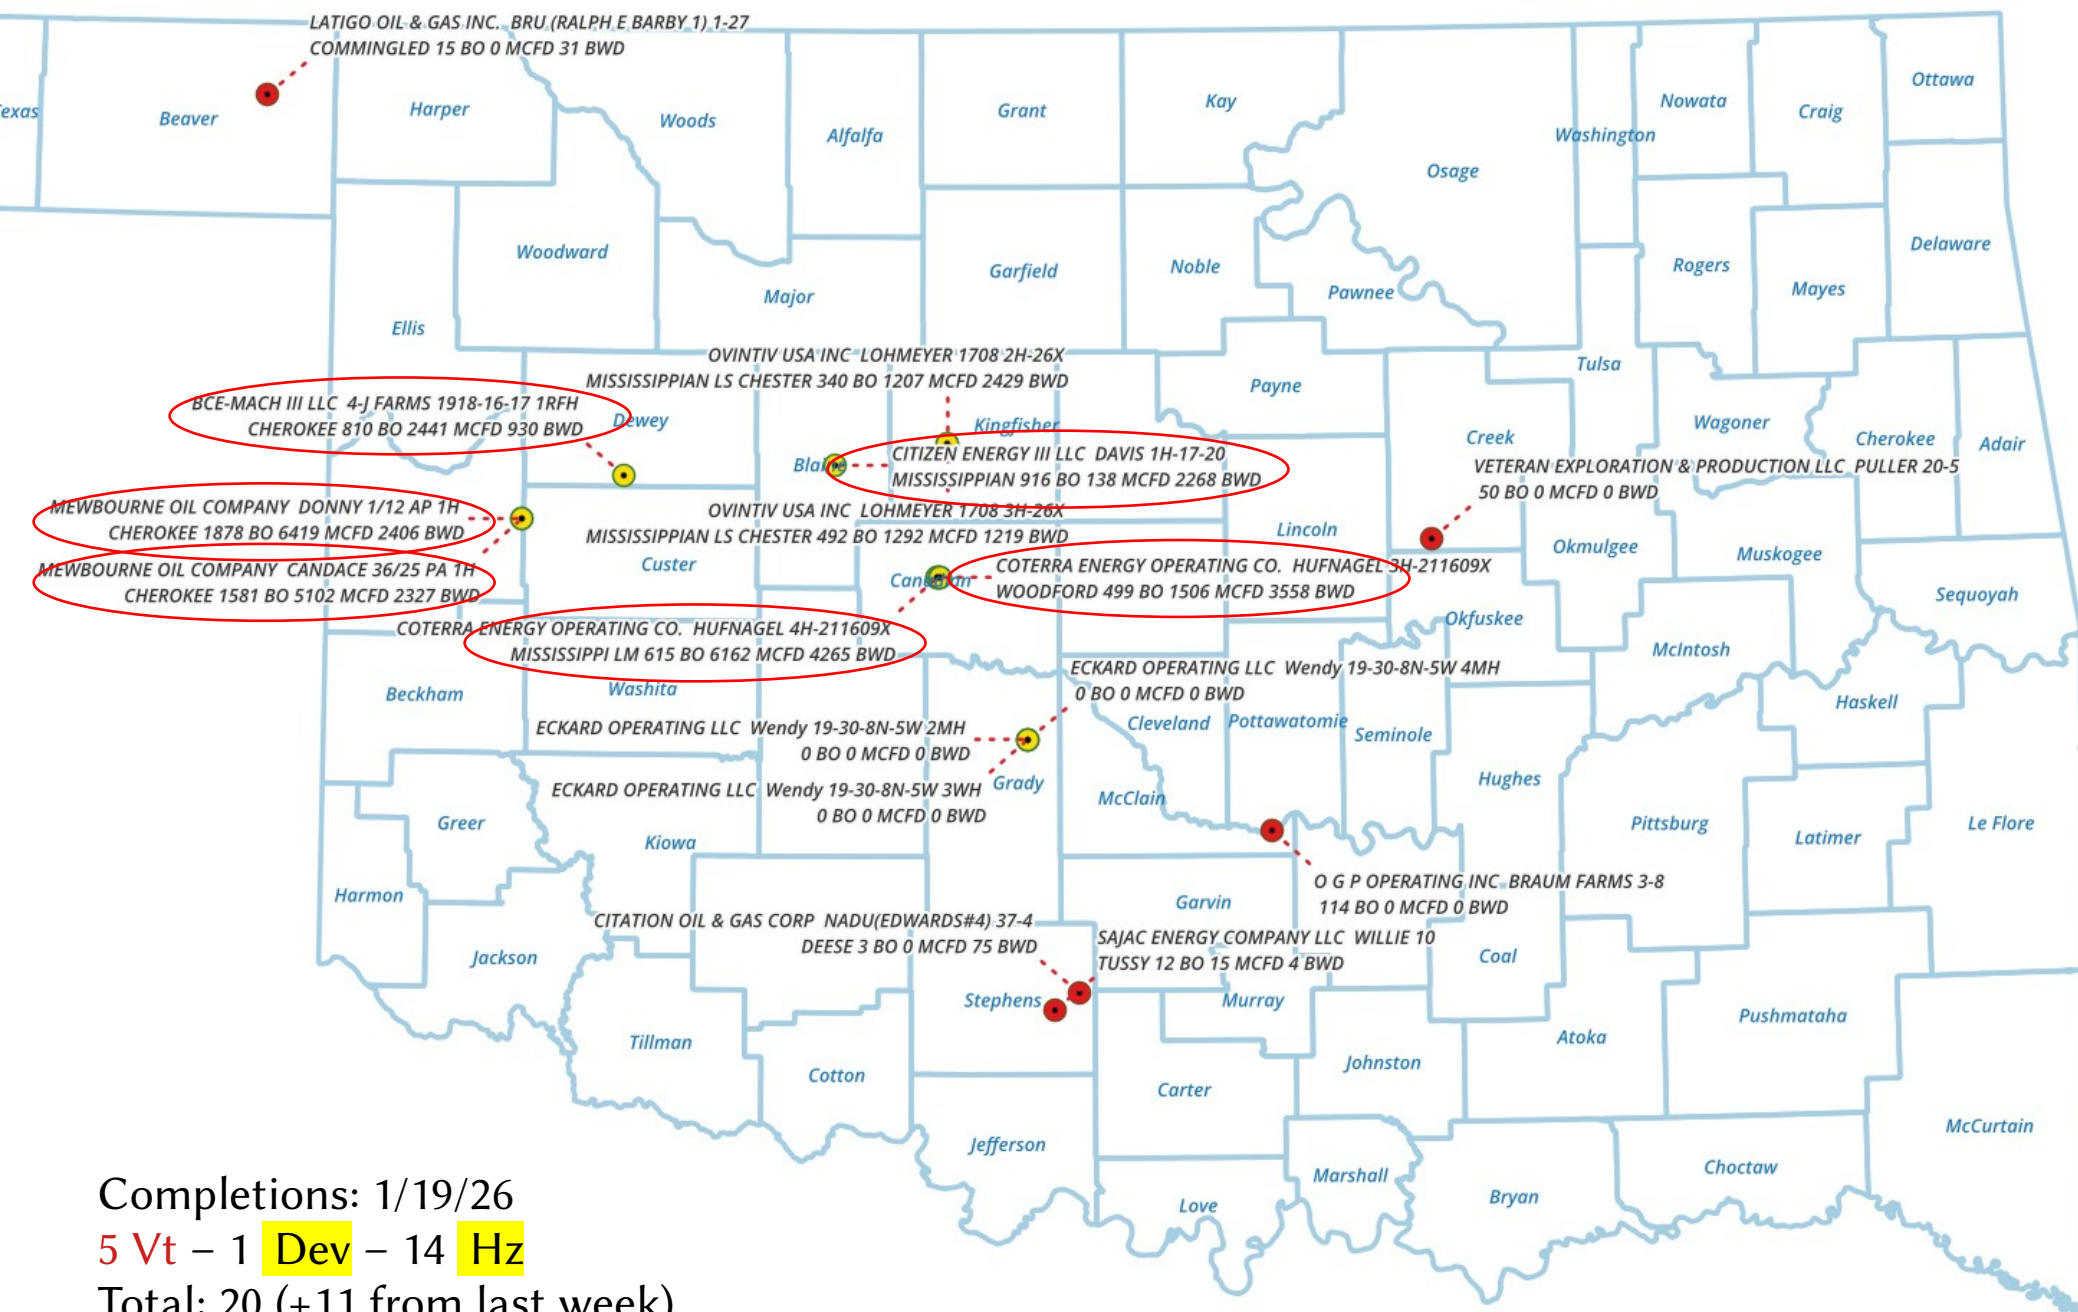 LATIGO OIL & GAS INC. BRU (RALPH E BARBY 1) 1-27
COMMINGLED 15 BO 0 MCFD 31 BWD
Ottawa
Nowata
Craig
Kay
Grant
Harper
exas
Beaver
Woods
Alfalfa
Washington
Osage
Delaware
Woodward
Rogers
Noble
Garfield
Mayes
Pawnee
Major
Ellis
OVINTIV USA INC LOHMEYER 1708 2H-26X
MISSISSIPPIAN LS CHESTER 340 BO 1207 MCFD 2429 BWD
Tulsa
Payne
BCE-MACH III LLC 4-J FARMS 1918-16-17 1RFH
CHEROKEE 810 BO 2441 MCFD 930 BWD
Dewey
Kingfisher
Wagoner
Creek
Cherokee
Adair
Blaine
CITIZEN ENERGY III LLC DAVIS 1H-17-20
MISSISSIPPIAN 916 BO 138 MCFD 2268 BWD
VETERAN EXPLORATION & PRODUCTION LLC PULLER 20-5
50 BO 0 MCFD 0 BWD
MEWBOURNE OIL COMPANY DONNY 1/12 AP 1H
CHEROKEE 1878 BO 6419 MCFD 2406 BWD
OVINTIV USA INC LOHMEYER 1708 3H-26X
MISSISSIPPIAN LS CHESTER 492 BO 1292 MCFD 1219 BWD
Lincoln
Okmulgee
Muskogee
Custer
MEWBOURNE OIL COMPANY CANDACE 36/25 PA 1H
CHEROKEE 1581 BO 5102 MCFD 2327 BWD
Canadian
COTERRA ENERGY OPERATING CO. HUFNAGEL 3H-211609X
WOODFORD 499 BO 1506 MCFD 3558 BWD
Sequoyah
Okfuskee
COTERRA ENERGY OPERATING CO. HUFNAGEL 4H-211609X
MISSISSIPPI LM 615 BO 6162 MCFD 4265 BWD
McIntosh
ECKARD OPERATING LLC Wendy 19-30-8N-5W 4MH
0 BO 0 MCFD 0 BWD
Beckham
Washita
Haskell
Cleveland
Pottawatomie
Seminole
ECKARD OPERATING LLC Wendy 19-30-8N-5W 2MH
0 BO 0 MCFD 0 BWD
Grady
Hughes
ECKARD OPERATING LLC Wendy 19-30-8N-5W 3WH
0 BO 0 MCFD 0 BWD
McClain
Greer
Kiowa
Pittsburg
Latimer
Le Flore
Harmon
O G P OPERATING INC BRAUM FARMS 3-8
114 BO 0 MCFD 0 BWD
Garvin
CITATION OIL & GAS CORP NADU(EDWARDS#4) 37-4
DEESE 3 BO 0 MCFD 75 BWD
SAJAC ENERGY COMPANY LLC WILLIE 10
TUSSY 12 BO 15 MCFD 4 BWD
Jackson
Coal
Stephens
Murray
Pushmataha
Tillman
Atoka
Johnston
Cotton
Carter
McCurtain
Jefferson
Choctaw
Marshall
Bryan
Love
Completions: 1/19/26
5 Vt – 1 Dev – 14 Hz
Total: 20 (+11 from last week)